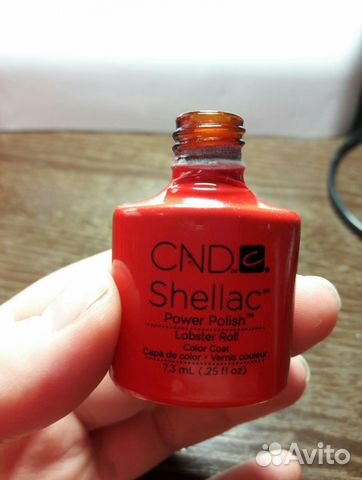 CND™ c®
Shellac™
Power Polish™
Lobster Roll
Color Coat
Capa de color • Vernis couleur
7.3 mL (.25 fl oz)
Avito